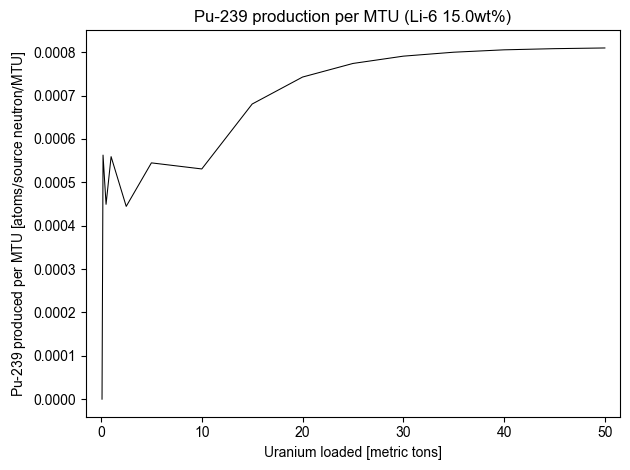 Pu-239 production per MTU (Li-6 15.0wt%)
Pu-239 produced per MTU [atoms/source neutron/MTU]
0.0008
0.0007
0.0006
0.0005
0.0004
0.0003
0.0002
0.0001
0.0000
0 10 20 30 40 50
Uranium loaded [metric tons]